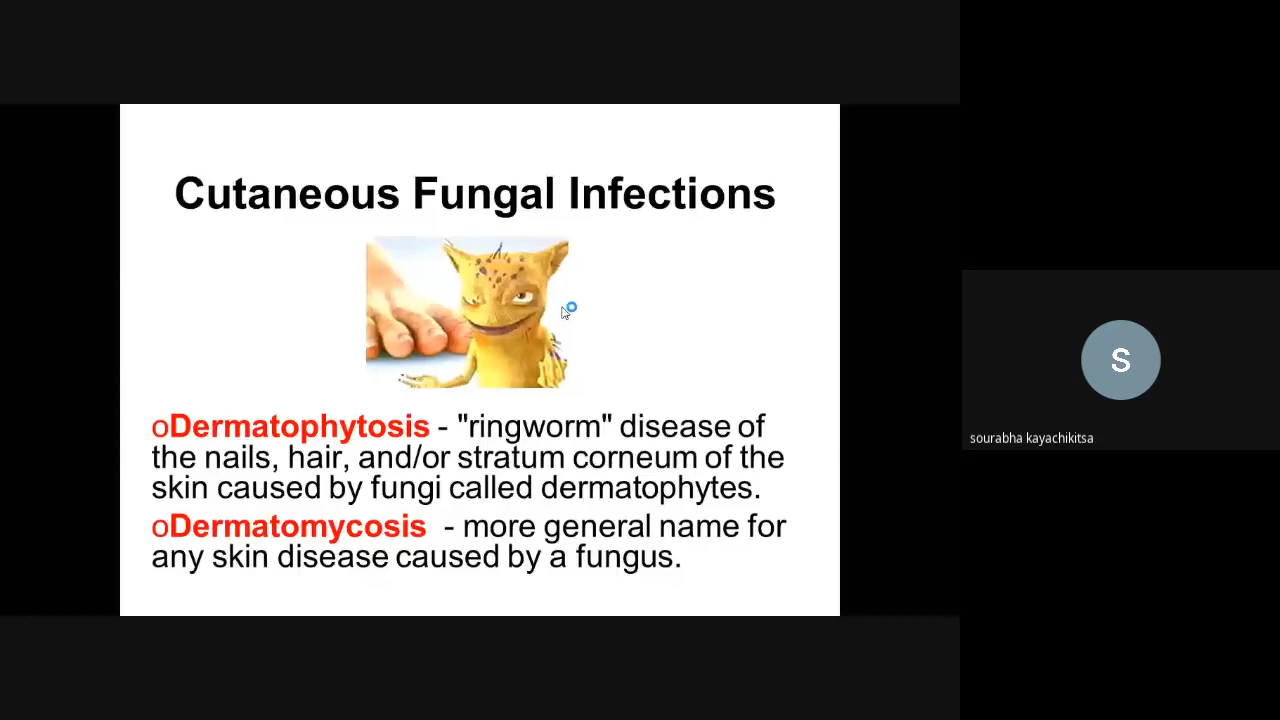 Cutaneous Fungal Infections
oDermatophytosis - "ringworm" disease of
the nails, hair, and/or stratum corneum of the
skin caused by fungi called dermatophytes.
oDermatomycosis - more general name for
any skin disease caused by a fungus.
S
sourabha kayachikitsa